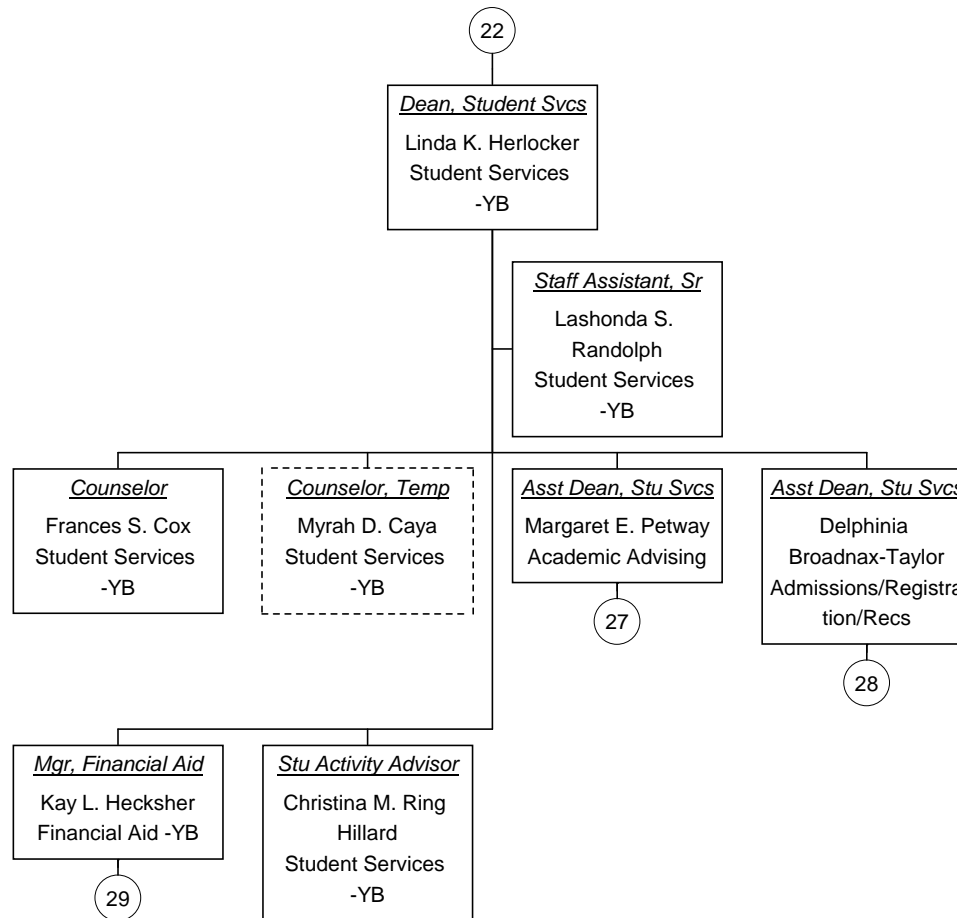 22
Dean, Student Svcs
Linda K. Herlocker
Student Services
-YB
Staff Assistant, Sr
Lashonda S.
Randolph
Student Services
-YB
Counselor
Frances S. Cox
Student Services
-YB
Counselor, Temp
Myrah D. Caya
Student Services
-YB
Asst Dean, Stu Svcs
Margaret E. Petway
Academic Advising
27
Asst Dean, Stu Svcs
Delphinia
Broadnax-Taylor
Admissions/Registra
tion/Recs
28
Mgr, Financial Aid
Kay L. Hecksher
Financial Aid -YB
29
Stu Activity Advisor
Christina M. Ring
Hillard
Student Services
-YB